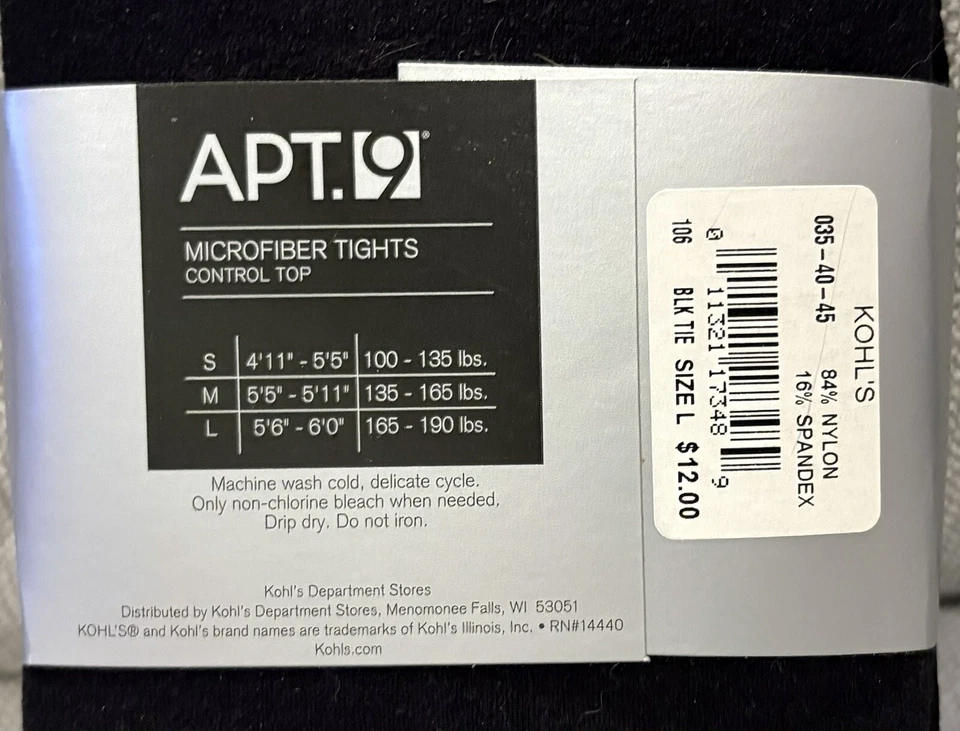 APT.9®
MICROFIBER TIGHTS
CONTROL TOP
S 4'11" - 5'5" 100 - 135 lbs.
M 5'5" - 5'11" 135 - 165 lbs.
L 5'6" - 6'0" 165 - 190 lbs.
Machine wash cold, delicate cycle.
Only non-chlorine bleach when needed.
Drip dry. Do not iron.
Kohl's Department Stores
Distributed by Kohl's Department Stores, Menomonee Falls, WI 53051
KOHL'S® and Kohl's brand names are trademarks of Kohl's Illinois, Inc. • RN#14440
Kohls.com
KOHL'S
035-40-45 84% NYLON
16% SPANDEX
0 11321 17348 9
106 BLK TIE SIZE L $12.00